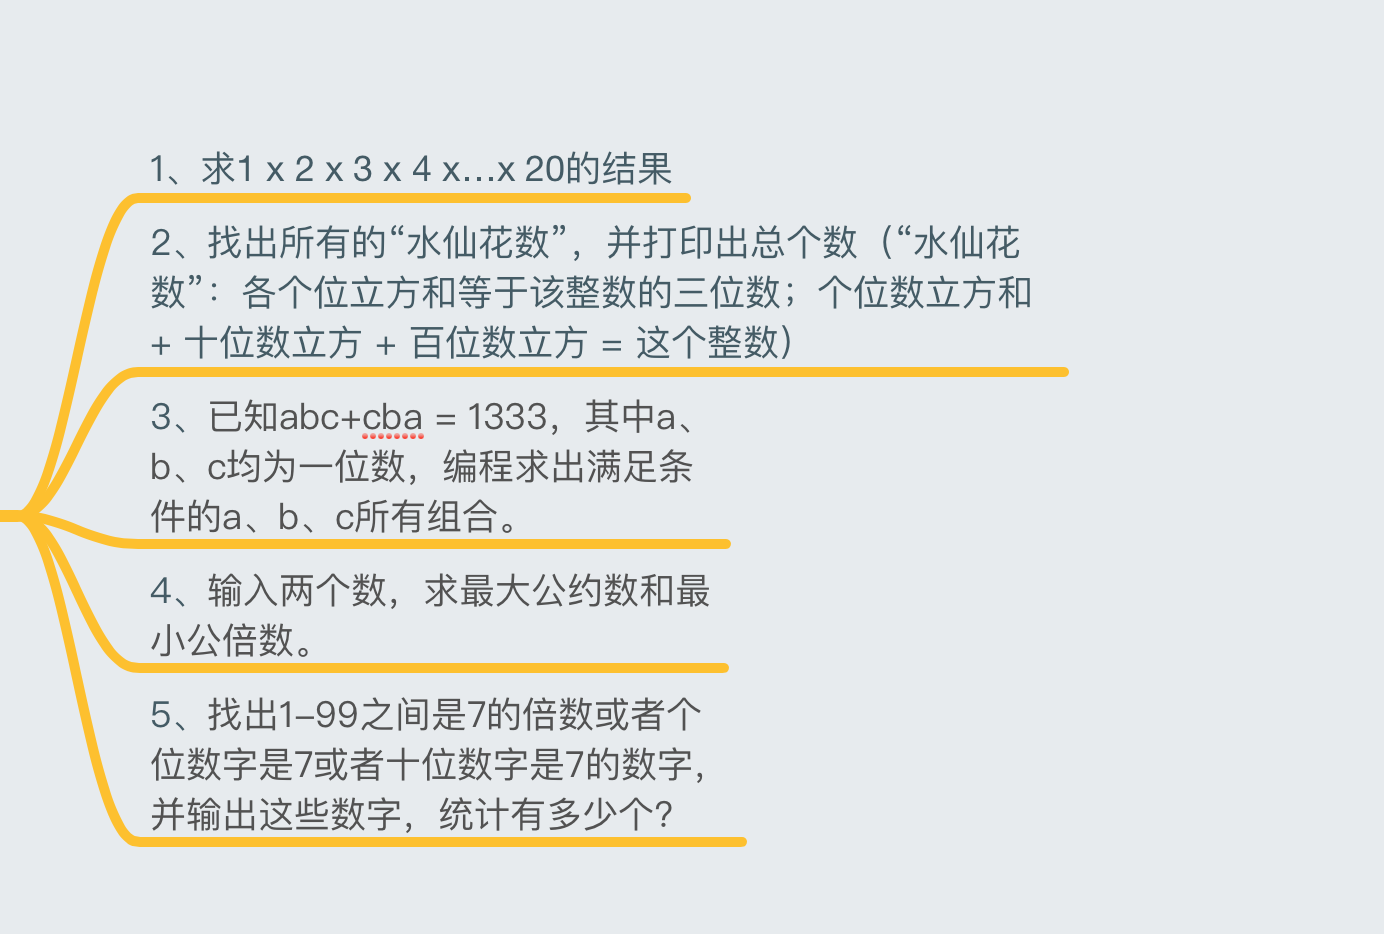 1、求1 x 2 x 3 x 4 x...x 20的结果
2、找出所有的“水仙花数”，并打印出总个数（“水仙花
数”：各个位立方和等于该整数的三位数；个位数立方和
+ 十位数立方 + 百位数立方 = 这个整数）
3、已知abc+cba = 1333，其中a、
b、c均为一位数，编程求出满足条
件的a、b、c所有组合。
4、输入两个数，求最大公约数和最
小公倍数。
5、找出1–99之间是7的倍数或者个
位数字是7或者十位数字是7的数字，
并输出这些数字，统计有多少个？